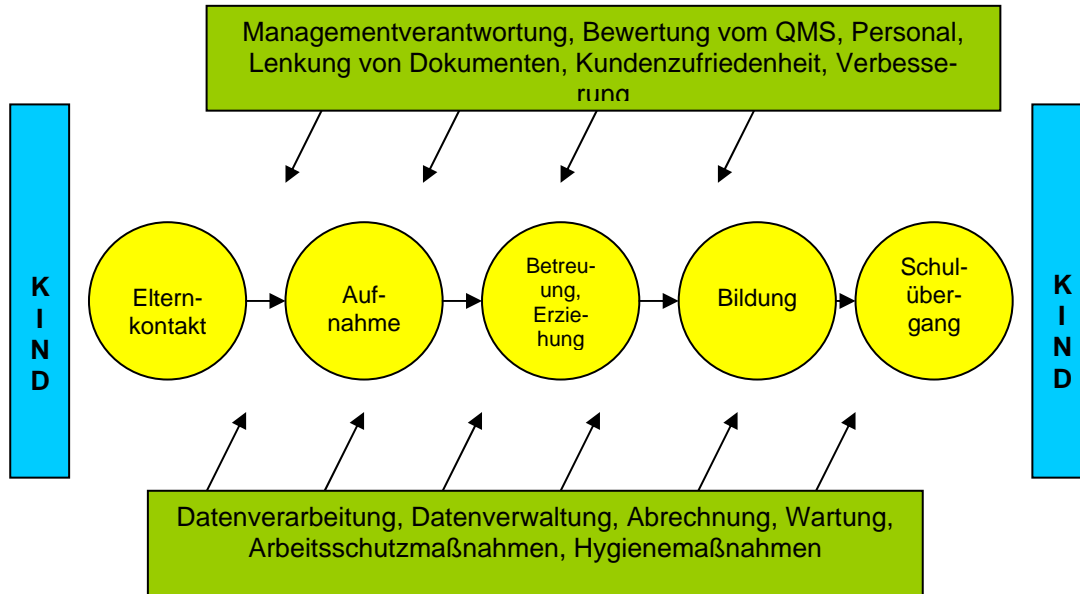 Managementverantwortung, Bewertung vom QMS, Personal,
Lenkung von Dokumenten, Kundenzufriedenheit, Verbesse-
rung
K
I
N
D
Eltern-
kontakt
Auf-
nahme
Betreu-
ung,
Erzie-
hung
Bildung
Schul-
über-
gang
K
I
N
D
Datenverarbeitung, Datenverwaltung, Abrechnung, Wartung,
Arbeitsschutzmaßnahmen, Hygienemaßnahmen